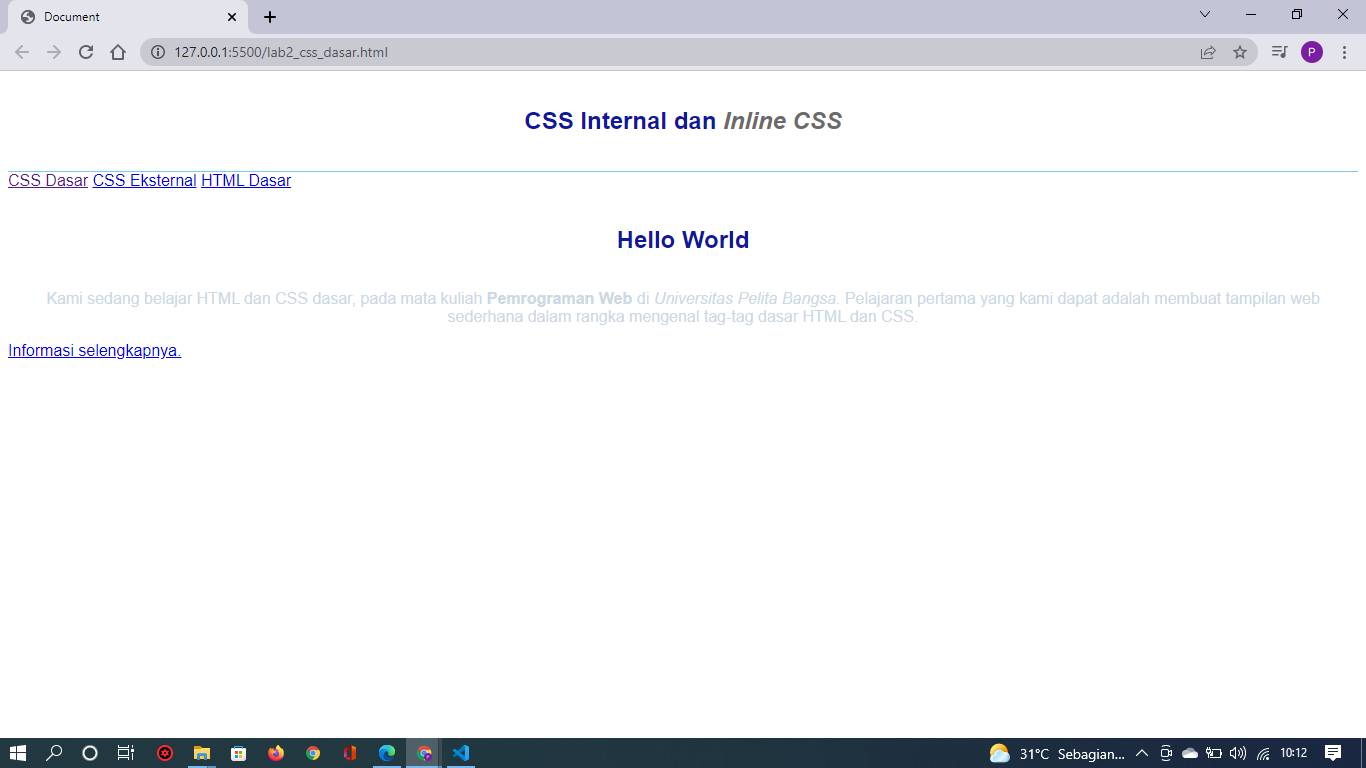 Document
127.0.0.1:5500/lab2_css_dasar.html
P
CSS Internal dan Inline CSS
CSS Dasar CSS Eksternal HTML Dasar
Hello World
Kami sedang belajar HTML dan CSS dasar, pada mata kuliah Pemrograman Web di Universitas Pelita Bangsa. Pelajaran pertama yang kami dapat adalah membuat tampilan web
sederhana dalam rangka mengenal tag-tag dasar HTML dan CSS.
Informasi selengkapnya.
31°C Sebagian... 10:12